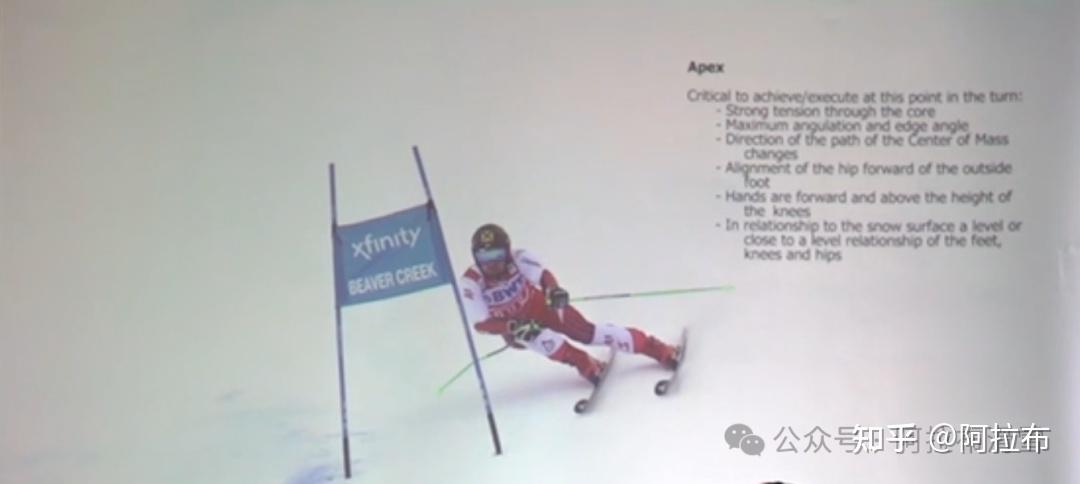 Apex
Critical to achieve/execute at this point in the turn:
- Strong tension through the core
- Maximum angulation and edge angle
- Direction of the path of the Center of Mass
changes
- Alignment of the hip forward of the outside
foot
- Hands are forward and above the height of
the knees
- In relationship to the snow surface a level or
close to a level relationship of the feet,
knees and hips
xfinity
BEAVER CREEK
公众号
知乎 @阿拉布